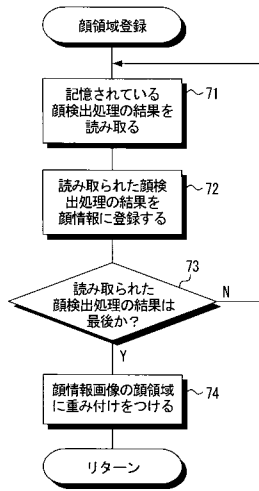 顔領域登録
記憶されている
顔検出処理の結果を
読み取る
71
読み取られた顔検
出処理の結果を
顔情報に登録する
72
読み取られた
顔検出処理の結果は
最後か?
73
N
Y
顔情報画像の顔領域
に重み付けをつける
74
リターン